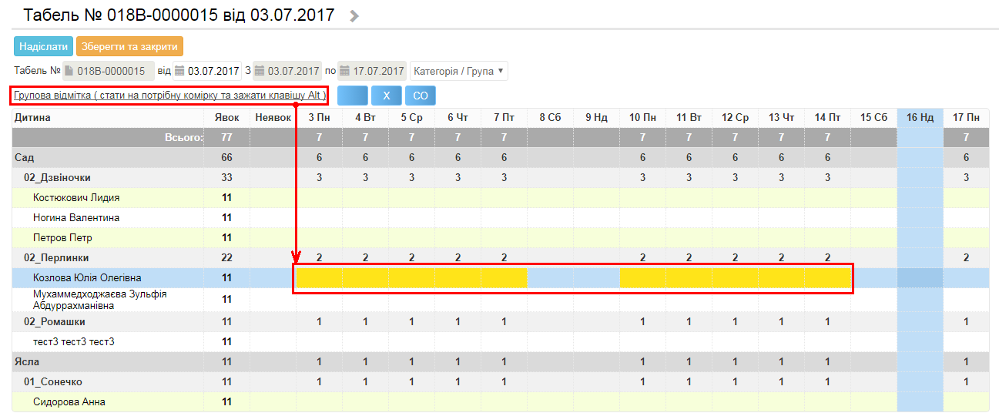 Табель № 018В-0000015 від 03.07.2017
Надіслати Зберегти та закрити
Табель № 018В-0000015 від 03.07.2017 З 03.07.2017 по 17.07.2017 Категорія / Група
Групова відмітка ( стати на потрібну комірку та зажати клавішу Alt ) X СО
Дитина Явок Неявок 3 Пн 4 Вт 5 Ср 6 Чт 7 Пт 8 Сб 9 Нд 10 Пн 11 Вт 12 Ср 13 Чт 14 Пт 15 Сб 16 Нд 17 Пн
Всього: 77 7 7 7 7 7 7 7 7 7 7 7
Сад 66 6 6 6 6 6 6 6 6 6 6 6
02_Дзвіночки 33 3 3 3 3 3 3 3 3 3 3 3
Костюкович Лидия 11
Ногина Валентина 11
Петров Петр 11
02_Перлинки 22 2 2 2 2 2 2 2 2 2 2 2
Козлова Юлія Олегівна 11
Мухаммедходжаєва Зульфія
Абдуррахманівна 11
02_Ромашки 11 1 1 1 1 1 1 1 1 1 1 1
тест3 тест3 тест3 11
Ясла 11 1 1 1 1 1 1 1 1 1 1 1
01_Сонечко 11 1 1 1 1 1 1 1 1 1 1 1
Сидорова Анна 11